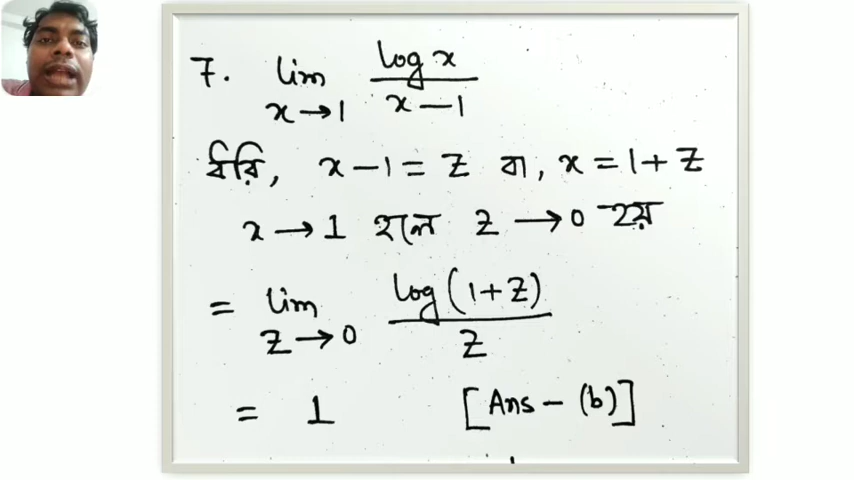 7. lim log x
x→1 x−1
ধরি, x−1 = z বা, x = 1+z
x→1 হলে z→0 হয়
= lim log(1+z)
z→0 z
= 1 [Ans − (b)]